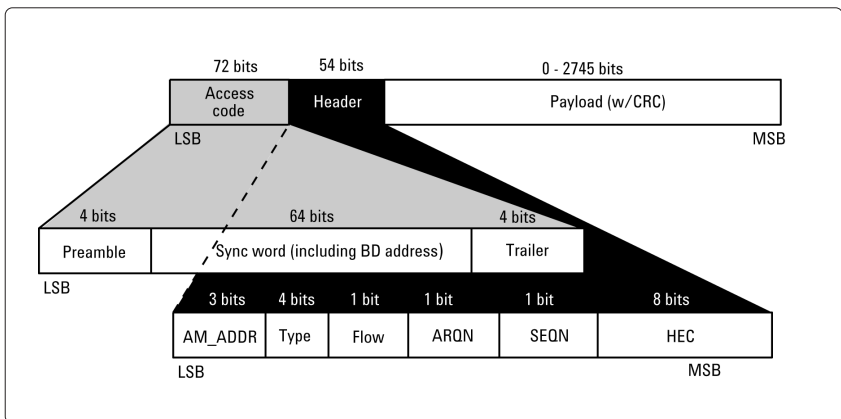 72 bits 54 bits 0 - 2745 bits
Access code Header Payload (w/CRC)
LSB MSB
4 bits 64 bits 4 bits
Preamble Sync word (including BD address) Trailer
LSB
3 bits 4 bits 1 bit 1 bit 1 bit 8 bits
AM_ADDR Type Flow ARQN SEQN HEC
LSB MSB